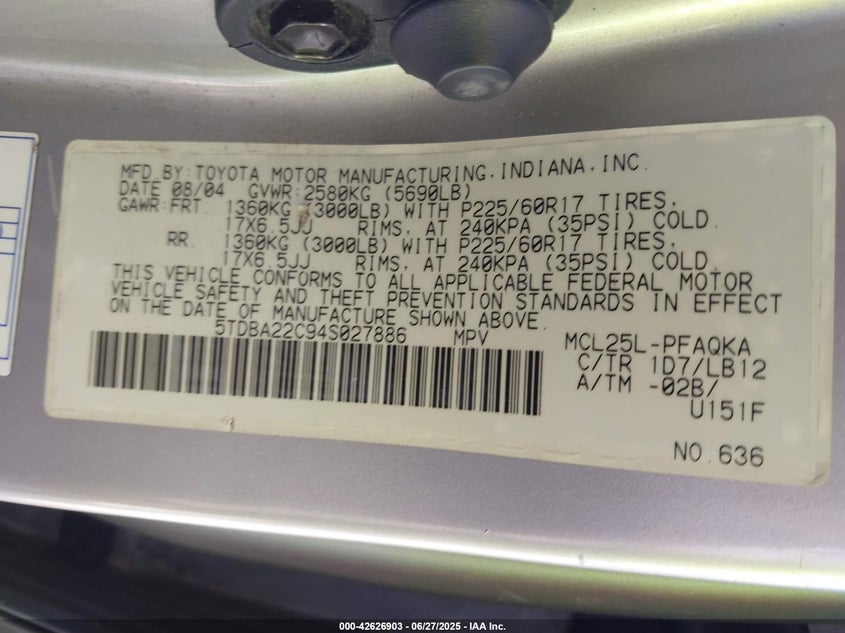 MFD.BY:TOYOTA MOTOR MANUFACTURING,INDIANA,INC.
DATE 08/04 GVWR:2580KG (5690LB)
GAWR:FRT. 1360KG (3000LB) WITH P225/60R17 TIRES,
17X6.5JJ RIMS, AT 240KPA (35PSI) COLD.
RR. 1360KG (3000LB) WITH P225/60R17 TIRES,
17X6.5JJ RIMS, AT 240KPA (35PSI) COLD.
THIS VEHICLE CONFORMS TO ALL APPLICABLE FEDERAL MOTOR
VEHICLE SAFETY AND THEFT PREVENTION STANDARDS IN EFFECT
ON THE DATE OF MANUFACTURE SHOWN ABOVE.
5TDBA22C94S027886 MPV
MCL25L-PFAQKA
C/TR 1D7/LB12
A/TM -02B/
U151F
NO.636
000-42626903 / 06/27/2025 - IAA Inc.